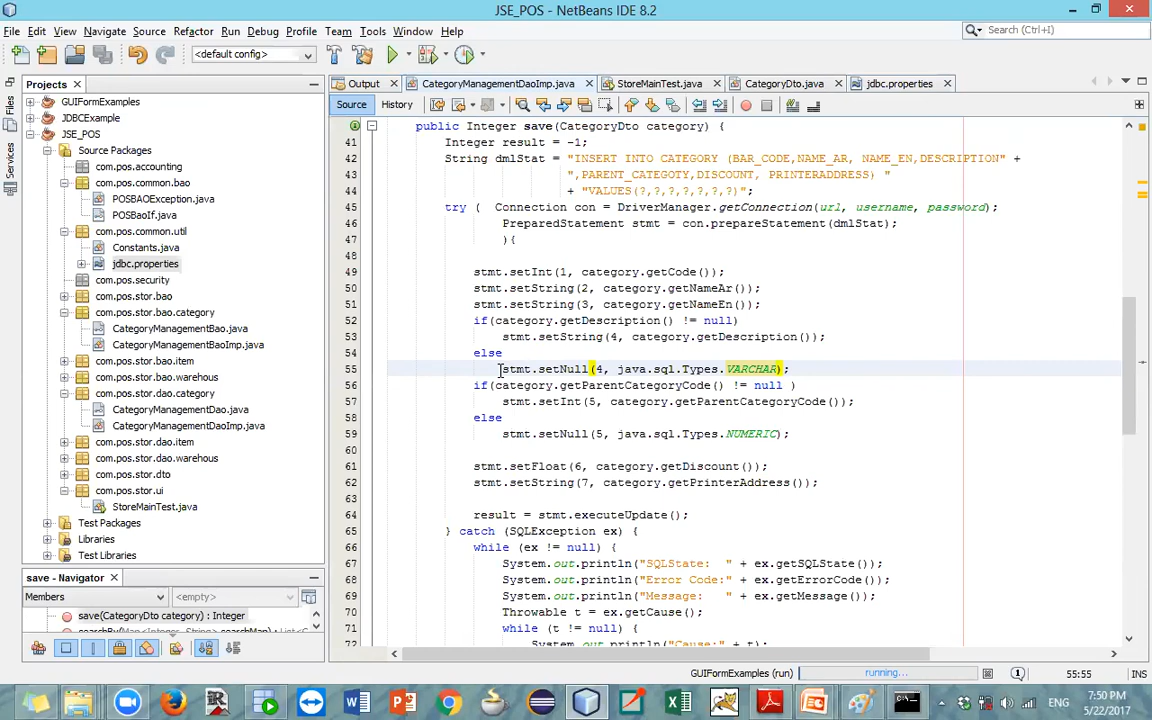 JSE_POS - NetBeans IDE 8.2
File Edit View Navigate Source Refactor Run Debug Profile Team Tools Window Help
Search (Ctrl+I)
<default config>
Projects
Output
CategoryManagementDaoImp.java
StoreMainTest.java
CategoryDto.java
jdbc.properties
Source History
Files
Services
GUIFormExamples
JDBCExample
JSE_POS
Source Packages
com.pos.accounting
com.pos.common.bao
POSBAOException.java
POSBaoIf.java
com.pos.common.util
Constants.java
jdbc.properties
com.pos.security
com.pos.stor.bao
com.pos.stor.bao.category
CategoryManagementBao.java
CategoryManagementBaoImp.java
com.pos.stor.bao.item
com.pos.stor.bao.warehouse
com.pos.stor.dao.category
CategoryManagementDao.java
CategoryManagementDaoImp.java
com.pos.stor.dao.item
com.pos.stor.dao.warehouse
com.pos.stor.dto
com.pos.stor.ui
StoreMainTest.java
Test Packages
Libraries
Test Libraries
save - Navigator
Members
<empty>
save(CategoryDto category) : Integer
public Integer save(CategoryDto category) {
41 Integer result = -1;
42 String dmlStat = "INSERT INTO CATEGORY (BAR_CODE,NAME_AR, NAME_EN,DESCRIPTION" +
43 ",PARENT_CATEGOTY,DISCOUNT, PRINTERADDRESS) "
44 + "VALUES(?,?,?,?,?,?,?)";
45 try (  Connection con = DriverManager.getConnection(url, username, password);
46 PreparedStatement stmt = con.prepareStatement(dmlStat);
47 ){
48
49 stmt.setInt(1, category.getCode());
50 stmt.setString(2, category.getNameAr());
51 stmt.setString(3, category.getNameEn());
52 if(category.getDescription() != null)
53 stmt.setString(4, category.getDescription());
54 else
55 stmt.setNull(4, java.sql.Types.VARCHAR);
56 if(category.getParentCategoryCode() != null )
57 stmt.setInt(5, category.getParentCategoryCode());
58 else
59 stmt.setNull(5, java.sql.Types.NUMERIC);
60
61 stmt.setFloat(6, category.getDiscount());
62 stmt.setString(7, category.getPrinterAddress());
63
64 result = stmt.executeUpdate();
65 } catch (SQLException ex) {
66 while (ex != null) {
67 System.out.println("SQLState:  " + ex.getSQLState());
68 System.out.println("Error Code:" + ex.getErrorCode());
69 System.out.println("Message:   " + ex.getMessage());
70 Throwable t = ex.getCause();
71 while (t != null) {
72 System.out.println("Cause:" + t);
GUIFormExamples (run)
running...
1
55:55
INS
ENG
7:50 PM
5/22/2017